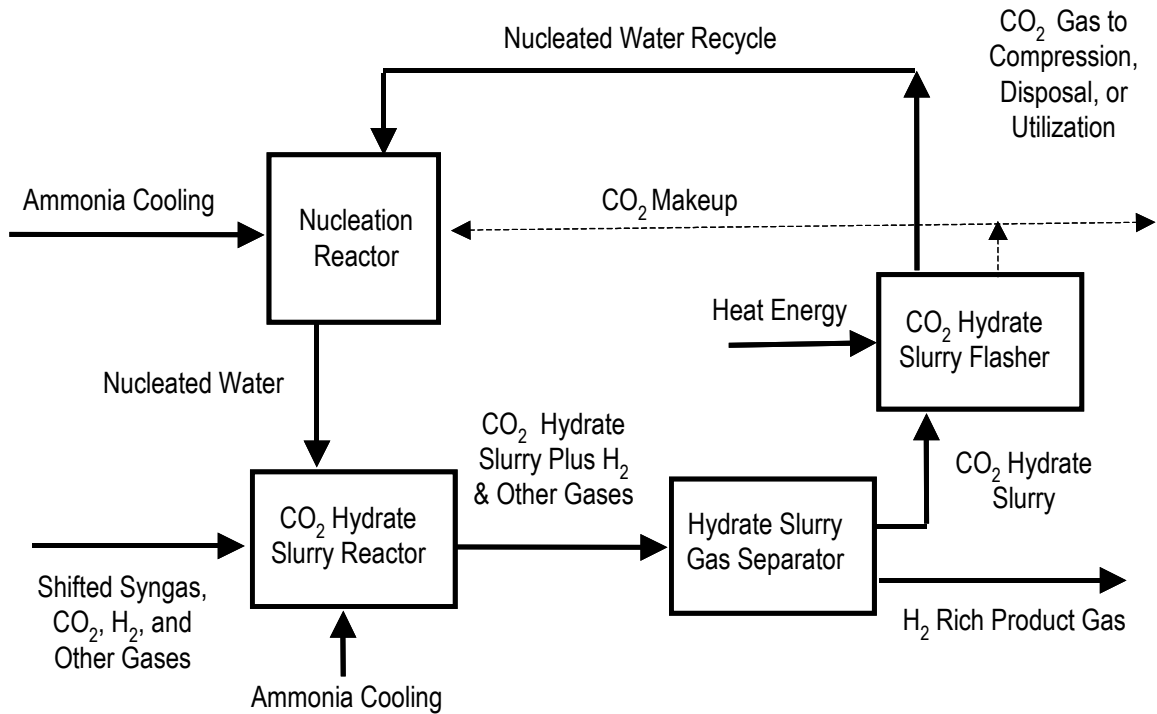 Nucleated Water Recycle
CO₂ Gas to
Compression,
Disposal, or
Utilization
Ammonia Cooling
Nucleation
Reactor
CO₂ Makeup
Heat Energy
CO₂ Hydrate
Slurry Flasher
Nucleated Water
CO₂ Hydrate
Slurry Plus H₂
& Other Gases
CO₂ Hydrate
Slurry
CO₂ Hydrate
Slurry Reactor
Hydrate Slurry
Gas Separator
Shifted Syngas,
CO₂, H₂, and
Other Gases
H₂ Rich Product Gas
Ammonia Cooling